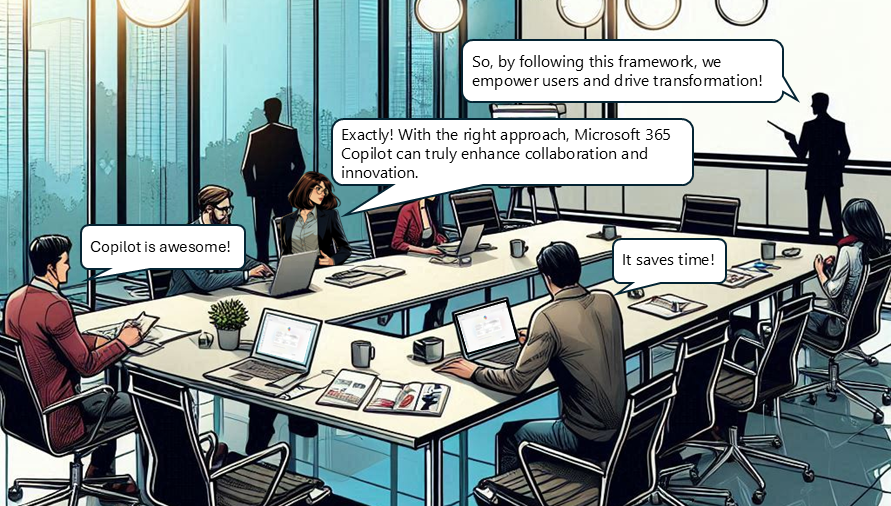 So, by following this framework, we
empower users and drive transformation!
Exactly! With the right approach, Microsoft 365
Copilot can truly enhance collaboration and
innovation.
Copilot is awesome!
It saves time!